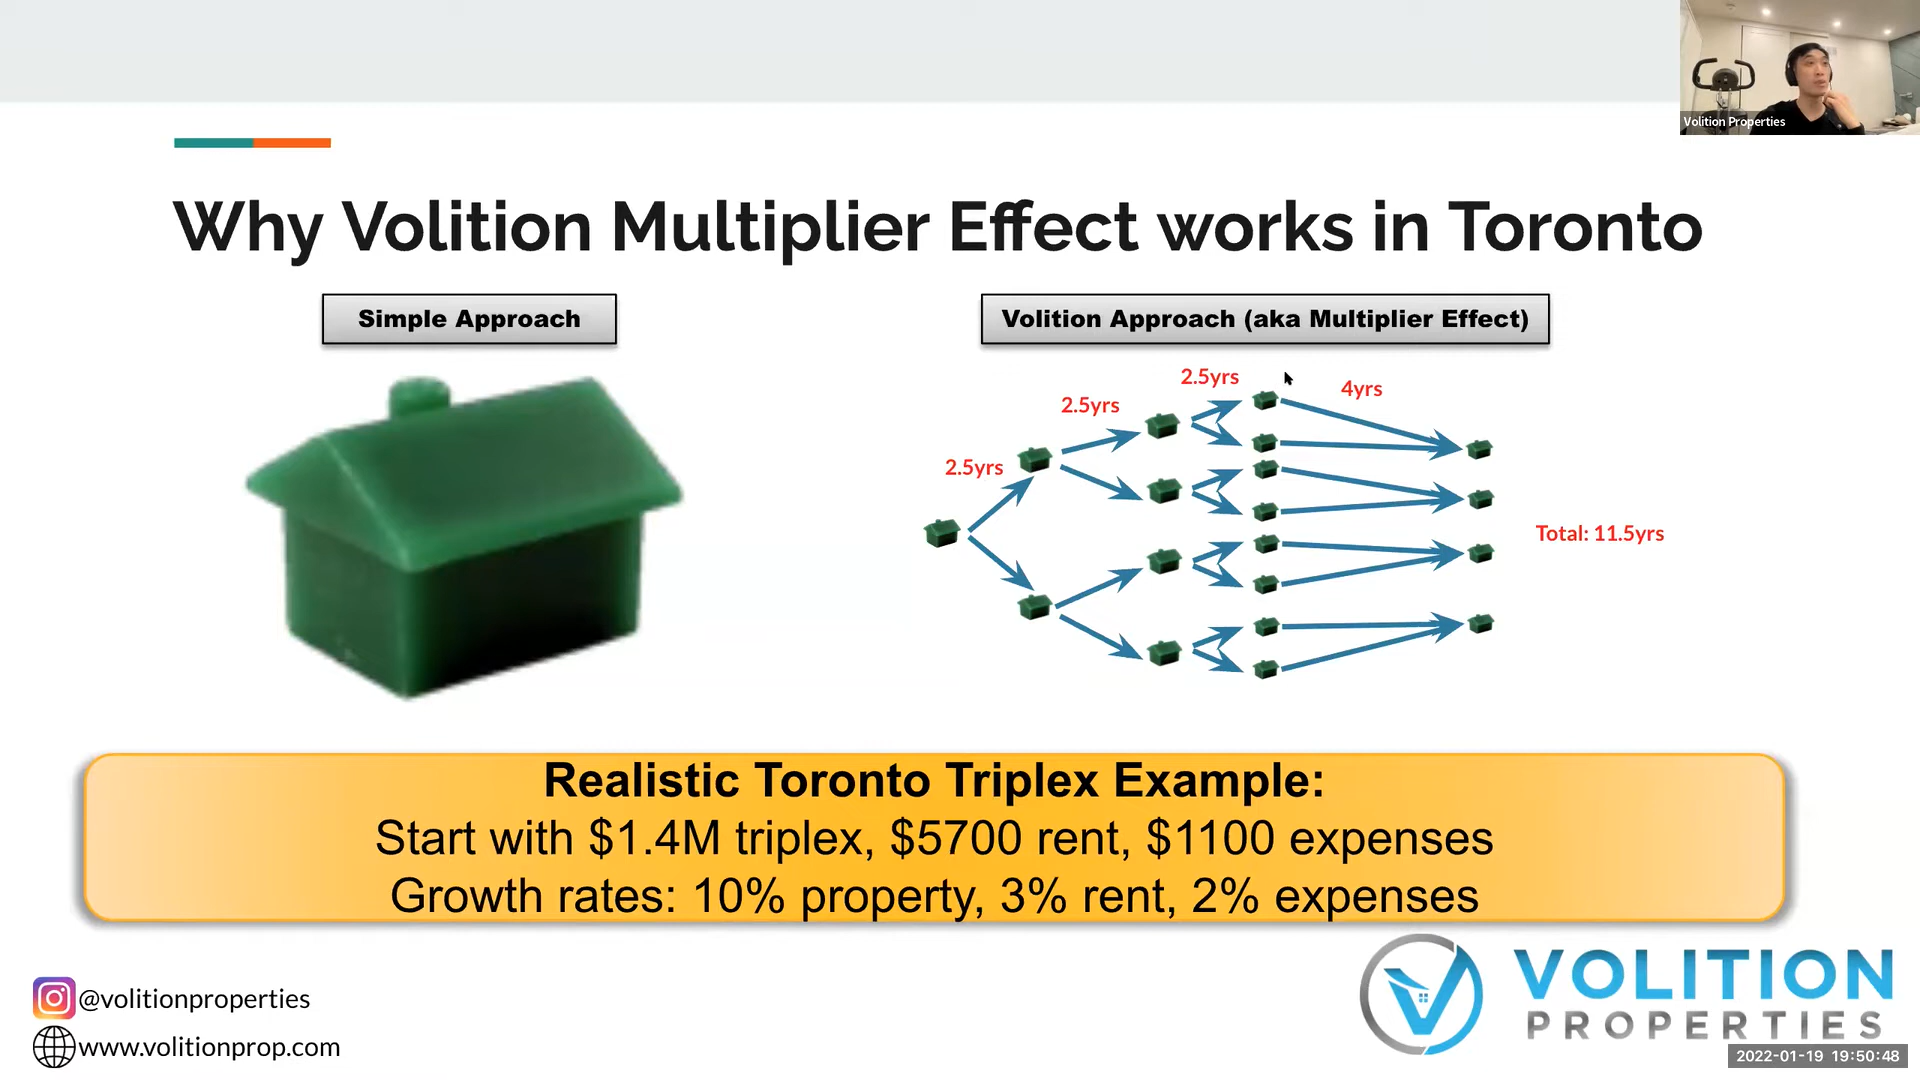 Volition Properties
Why Volition Multiplier Effect works in Toronto
Simple Approach
Volition Approach (aka Multiplier Effect)
2.5yrs
2.5yrs
2.5yrs
4yrs
Total: 11.5yrs
Realistic Toronto Triplex Example:
Start with $1.4M triplex, $5700 rent, $1100 expenses
Growth rates: 10% property, 3% rent, 2% expenses
@volitionproperties
www.volitionprop.com
VOLITION
PROPERTIES
2022-01-19 19:50:48